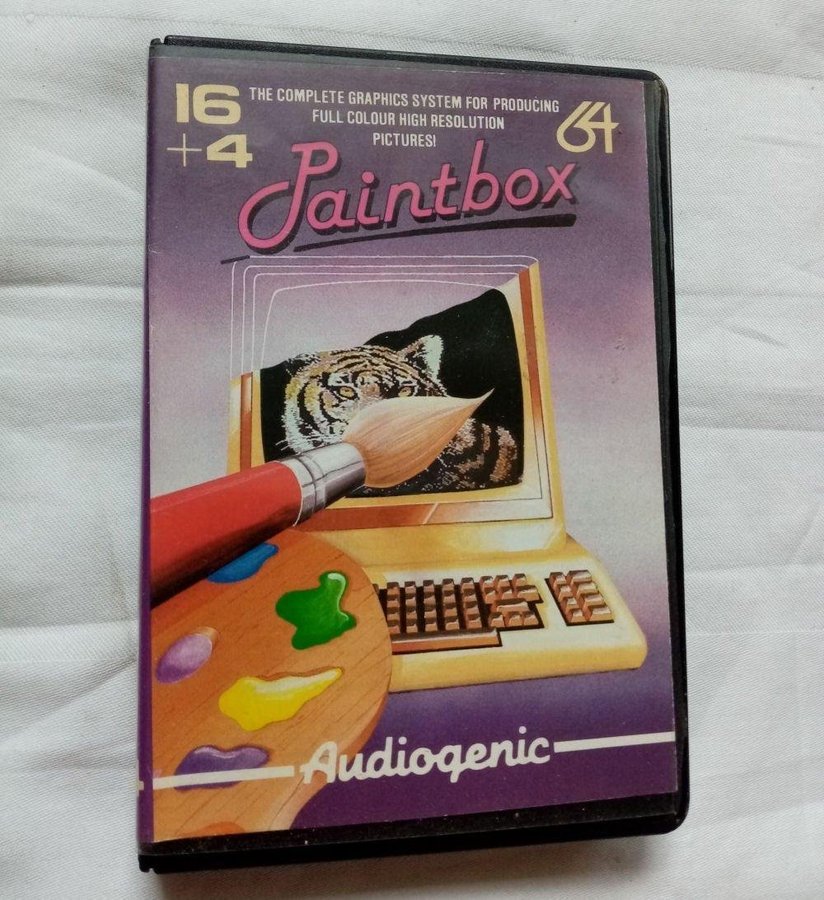 16
+4
THE COMPLETE GRAPHICS SYSTEM FOR PRODUCING
FULL COLOUR HIGH RESOLUTION
PICTURES!
64
Paintbox
Audiogenic